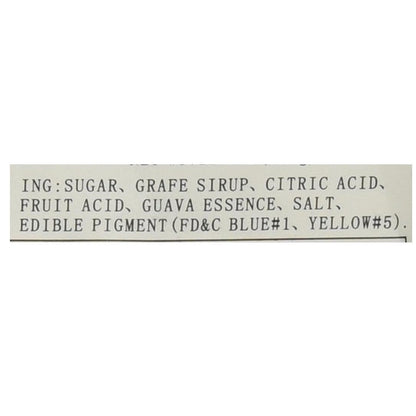 ING:SUGAR、GRAFE SIRUP、CITRIC ACID、
FRUIT ACID、GUAVA ESSENCE、SALT、
EDIBLE PIGMENT(FD&C BLUE#1、YELLOW#5).